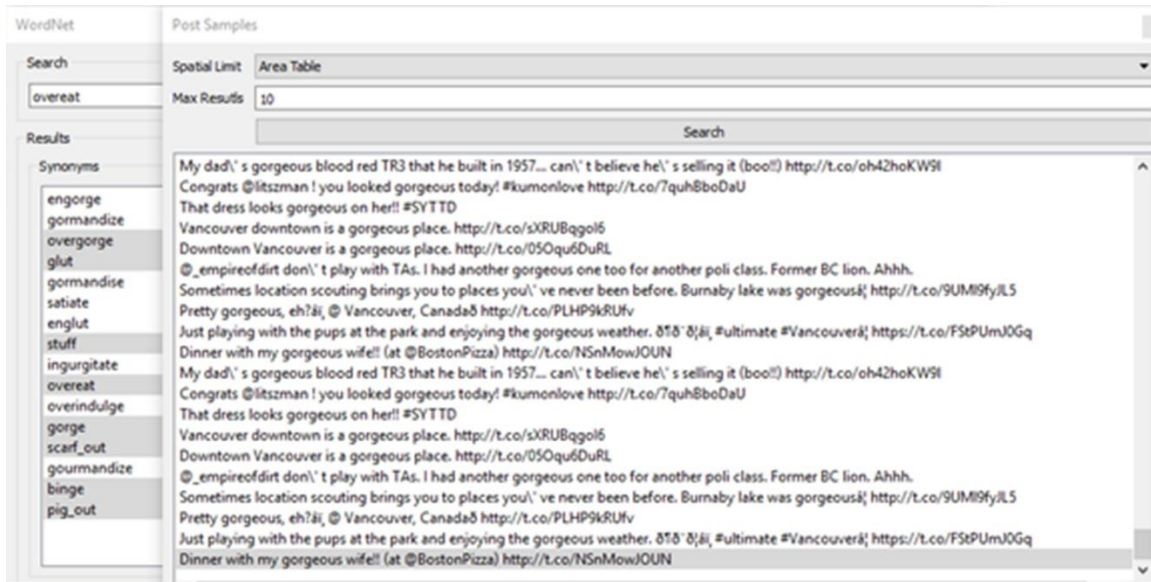 WordNet
Search
overeat
Results
Synonyms
engorge
gormandize
overgorge
glut
gormandise
satiate
englut
stuff
ingurgitate
overeat
overindulge
gorge
scarf_out
gourmandize
binge
pig_out
Post Samples
Spatial Limit Area Table
Max Resutls 10
Search
My dad\' s gorgeous blood red TR3 that he built in 1957... can\' t believe he\' s selling it (boo!!) http://t.co/oh42hoKW9I
Congrats @litszman ! you looked gorgeous today! #kumonlove http://t.co/7quhBboDaU
That dress looks gorgeous on her!! #SYTTD
Vancouver downtown is a gorgeous place. http://t.co/sXRUBqgoI6
Downtown Vancouver is a gorgeous place. http://t.co/05Oqu6DuRL
@_empireofdirt don\' t play with TAs. I had another gorgeous one too for another poli class. Former BC lion. Ahhh.
Sometimes location scouting brings you to places you\' ve never been before. Burnaby lake was gorgeousâ¦ http://t.co/9UMI9fyJL5
Pretty gorgeous, eh? @ Vancouver, Canadað http://t.co/PLHP9kRUfv
Just playing with the pups at the park and enjoying the gorgeous weather. #ultimate #Vancouverâ¦ https://t.co/FStPUmJ0Gq
Dinner with my gorgeous wife!! (at @BostonPizza) http://t.co/NSnMowJOUN
My dad\' s gorgeous blood red TR3 that he built in 1957... can\' t believe he\' s selling it (boo!!) http://t.co/oh42hoKW9I
Congrats @litszman ! you looked gorgeous today! #kumonlove http://t.co/7quhBboDaU
That dress looks gorgeous on her!! #SYTTD
Vancouver downtown is a gorgeous place. http://t.co/sXRUBqgoI6
Downtown Vancouver is a gorgeous place. http://t.co/05Oqu6DuRL
@_empireofdirt don\' t play with TAs. I had another gorgeous one too for another poli class. Former BC lion. Ahhh.
Sometimes location scouting brings you to places you\' ve never been before. Burnaby lake was gorgeousâ¦ http://t.co/9UMI9fyJL5
Pretty gorgeous, eh? @ Vancouver, Canadað http://t.co/PLHP9kRUfv
Just playing with the pups at the park and enjoying the gorgeous weather. #ultimate #Vancouverâ¦ https://t.co/FStPUmJ0Gq
Dinner with my gorgeous wife!! (at @BostonPizza) http://t.co/NSnMowJOUN